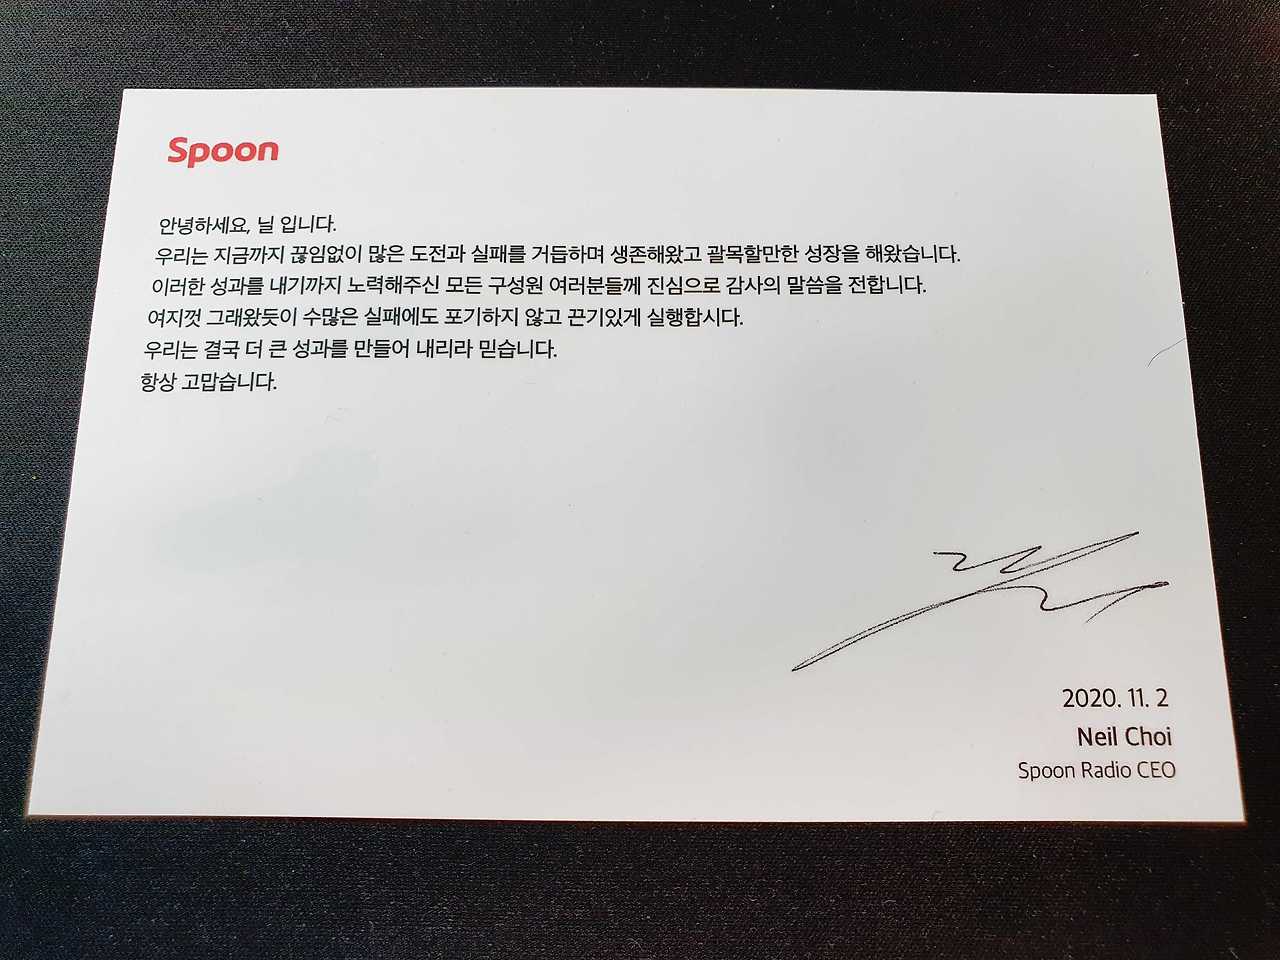 Spoon
안녕하세요, 닐 입니다.
우리는 지금까지 끊임없이 많은 도전과 실패를 거듭하며 생존해왔고 괄목할만한 성장을 해왔습니다.
이러한 성과를 내기까지 노력해주신 모든 구성원 여러분들께 진심으로 감사의 말씀을 전합니다.
여지껏 그래왔듯이 수많은 실패에도 포기하지 않고 끈기있게 실행합시다.
우리는 결국 더 큰 성과를 만들어 내리라 믿습니다.
항상 고맙습니다.
2020. 11. 2
Neil Choi
Spoon Radio CEO